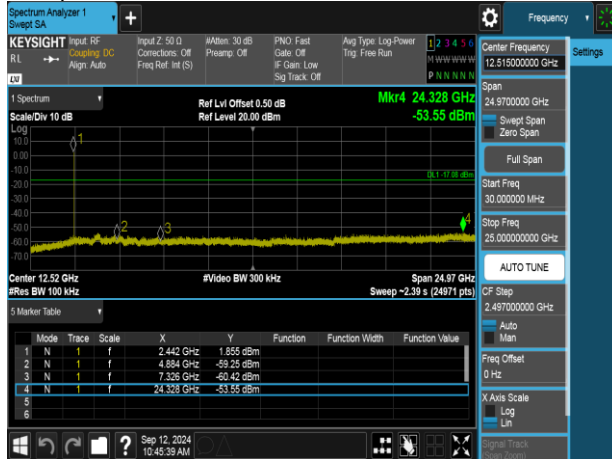 Spectrum Analyzer 1
Swept SA
Frequency
KEYSIGHT
RL
Input: RF
Coupling: DC
Align: Auto
Input Z: 50 Ω
Corrections: Off
Freq Ref: Int (S)
#Atten: 30 dB
Preamp: Off
PNO: Fast
Gate: Off
IF Gain: Low
Sig Track: Off
Avg Type: Log-Power
Trig: Free Run
1 2 3 4 5 6
M W W W W W
P N N N N N
LXI
1 Spectrum
Scale/Div 10 dB
Ref Lvl Offset 0.50 dB
Ref Level 20.00 dBm
Mkr4 24.328 GHz
-53.55 dBm
Log
10.0
0.00
-10.0
-20.0
-30.0
-40.0
-50.0
-60.0
-70.0
1
2
3
4
DL1 -17.08 dBm
Center 12.52 GHz
#Res BW 100 kHz
#Video BW 300 kHz
Span 24.97 GHz
Sweep ~2.39 s (24971 pts)
5 Marker Table
Mode Trace Scale X Y Function Function Width Function Value
1 N 1 f 2.442 GHz 1.855 dBm
2 N 1 f 4.884 GHz -59.25 dBm
3 N 1 f 7.326 GHz -60.42 dBm
4 N 1 f 24.328 GHz -53.55 dBm
5
6
?
Sep 12, 2024
10:45:39 AM
Center Frequency
12.515000000 GHz
Settings
Span
24.9700000 GHz
Swept Span
Zero Span
Full Span
Start Freq
30.000000 MHz
Stop Freq
25.000000000 GHz
AUTO TUNE
CF Step
2.497000000 GHz
Auto
Man
Freq Offset
0 Hz
X Axis Scale
Log
Lin
Signal Track
(Span Zoom)